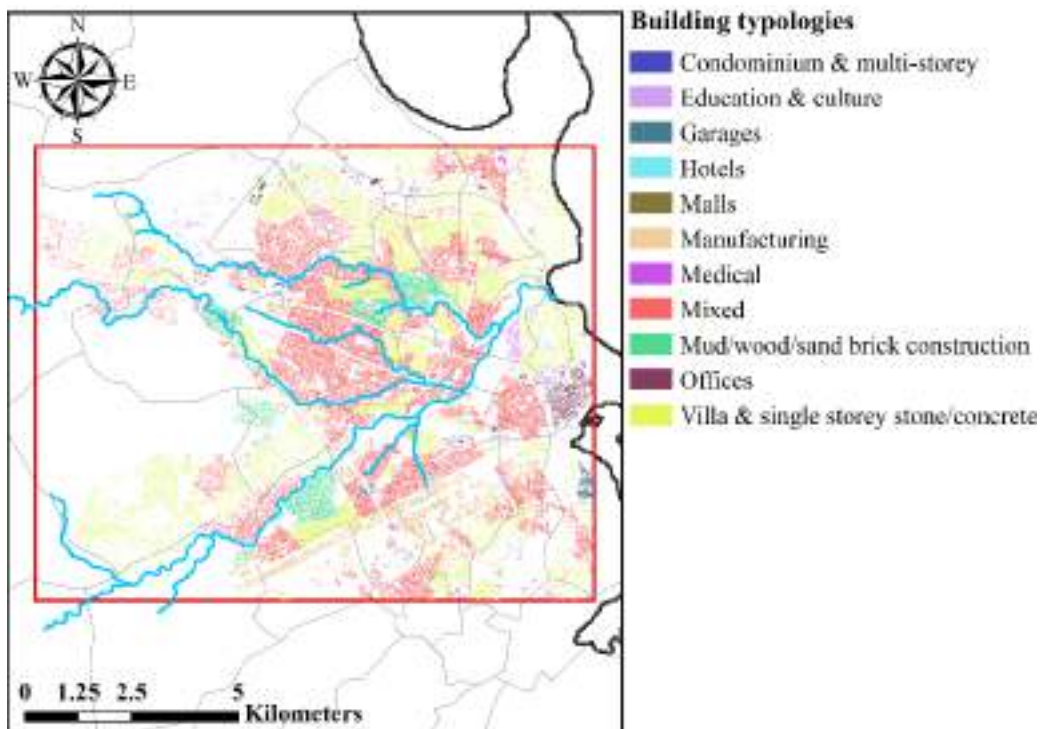 Building typologies
N
W E
S
Condominium & multi-storey
Education & culture
Garages
Hotels
Malls
Manufacturing
Medical
Mixed
Mud/wood/sand brick construction
Offices
Villa & single storey stone/concrete
0 1.25 2.5 5
Kilometers